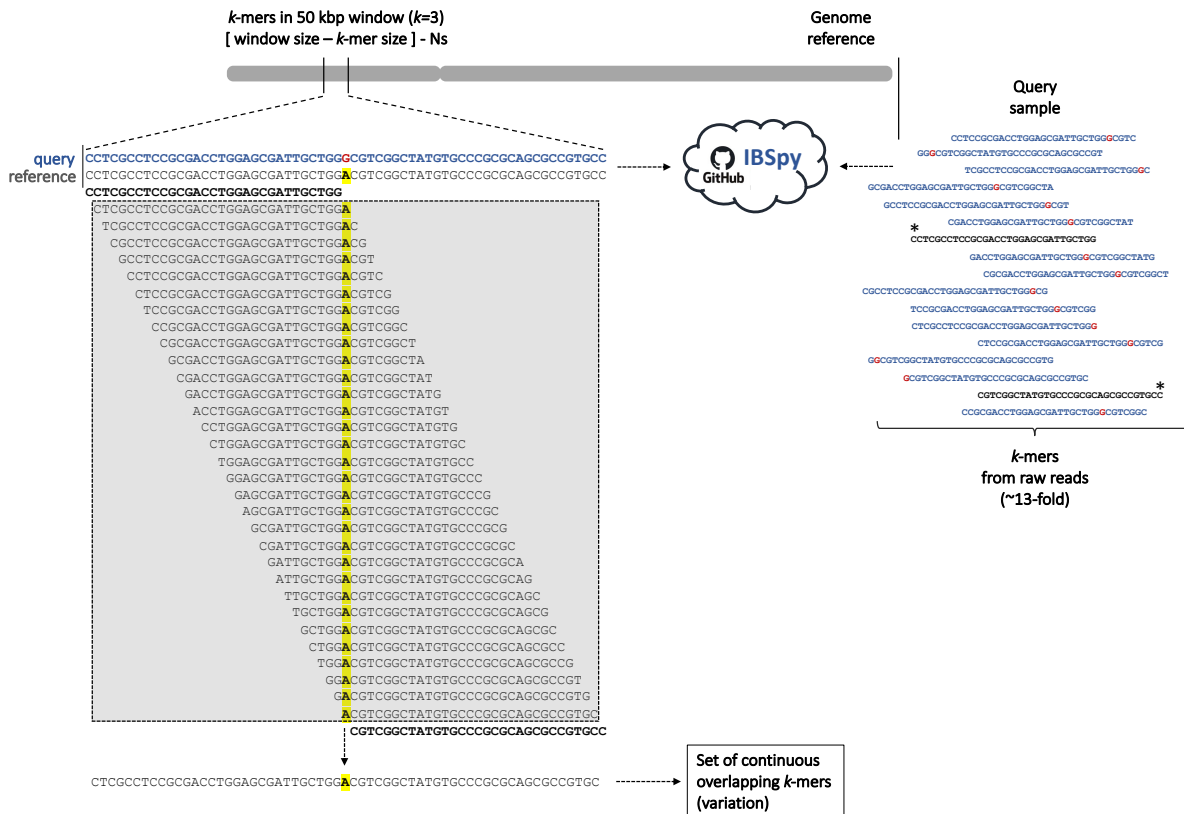 k-mers in 50 kbp window (k=3)
[ window size – k-mer size ] - Ns
Genome
reference
Query
sample
query CCTCGCCTCCGCGACCTGGAGCGATTGCTGGGCGTCGGCTATGTGCCCGCGCAGCGCCGTGCC
reference CCTCGCCTCCGCGACCTGGAGCGATTGCTGGACGTCGGCTATGTGCCCGCGCAGCGCCGTGCC
CCTCGCCTCCGCGACCTGGAGCGATTGCTGG
CTCGCCTCCGCGACCTGGAGCGATTGCTGGA
TCGCCTCCGCGACCTGGAGCGATTGCTGGAC
CGCCTCCGCGACCTGGAGCGATTGCTGGACG
GCCTCCGCGACCTGGAGCGATTGCTGGACGT
CCTCCGCGACCTGGAGCGATTGCTGGACGTC
CTCCGCGACCTGGAGCGATTGCTGGACGTCG
TCCGCGACCTGGAGCGATTGCTGGACGTCGG
CCGCGACCTGGAGCGATTGCTGGACGTCGGC
CGCGACCTGGAGCGATTGCTGGACGTCGGCT
GCGACCTGGAGCGATTGCTGGACGTCGGCTA
CGACCTGGAGCGATTGCTGGACGTCGGCTAT
GACCTGGAGCGATTGCTGGACGTCGGCTATG
ACCTGGAGCGATTGCTGGACGTCGGCTATGT
CCTGGAGCGATTGCTGGACGTCGGCTATGTG
CTGGAGCGATTGCTGGACGTCGGCTATGTGC
TGGAGCGATTGCTGGACGTCGGCTATGTGCC
GGAGCGATTGCTGGACGTCGGCTATGTGCCC
GAGCGATTGCTGGACGTCGGCTATGTGCCCG
AGCGATTGCTGGACGTCGGCTATGTGCCCGC
GCGATTGCTGGACGTCGGCTATGTGCCCGCG
CGATTGCTGGACGTCGGCTATGTGCCCGCGC
GATTGCTGGACGTCGGCTATGTGCCCGCGCA
ATTGCTGGACGTCGGCTATGTGCCCGCGCAG
TTGCTGGACGTCGGCTATGTGCCCGCGCAGC
TGCTGGACGTCGGCTATGTGCCCGCGCAGCG
GCTGGACGTCGGCTATGTGCCCGCGCAGCGC
CTGGACGTCGGCTATGTGCCCGCGCAGCGCC
TGGACGTCGGCTATGTGCCCGCGCAGCGCCG
GGACGTCGGCTATGTGCCCGCGCAGCGCCGT
GACGTCGGCTATGTGCCCGCGCAGCGCCGTG
ACGTCGGCTATGTGCCCGCGCAGCGCCGTGC
CGTCGGCTATGTGCCCGCGCAGCGCCGTGCC
CTCGCCTCCGCGACCTGGAGCGATTGCTGGACGTCGGCTATGTGCCCGCGCAGCGCCGTGC
Set of continuous
overlapping k-mers
(variation)
GitHub
IBSpy
CCTCCGCGACCTGGAGCGATTGCTGGGCGTC
GGGCGTCGGCTATGTGCCCGCGCAGCGCCGT
TCGCCTCCGCGACCTGGAGCGATTGCTGGGC
GCGACCTGGAGCGATTGCTGGGCGTCGGCTA
GCCTCCGCGACCTGGAGCGATTGCTGGGCGT
CGACCTGGAGCGATTGCTGGGCGTCGGCTAT
*
CCTCGCCTCCGCGACCTGGAGCGATTGCTGG
GACCTGGAGCGATTGCTGGGCGTCGGCTATG
CGCGACCTGGAGCGATTGCTGGGCGTCGGCT
CGCCTCCGCGACCTGGAGCGATTGCTGGGCG
TCCGCGACCTGGAGCGATTGCTGGGCGTCGG
CTCGCCTCCGCGACCTGGAGCGATTGCTGGG
CTCCGCGACCTGGAGCGATTGCTGGGCGTCG
GGCGTCGGCTATGTGCCCGCGCAGCGCCGTG
GCGTCGGCTATGTGCCCGCGCAGCGCCGTGC
*
CGTCGGCTATGTGCCCGCGCAGCGCCGTGCC
CCGCGACCTGGAGCGATTGCTGGGCGTCGGC
k-mers
from raw reads
(~13-fold)